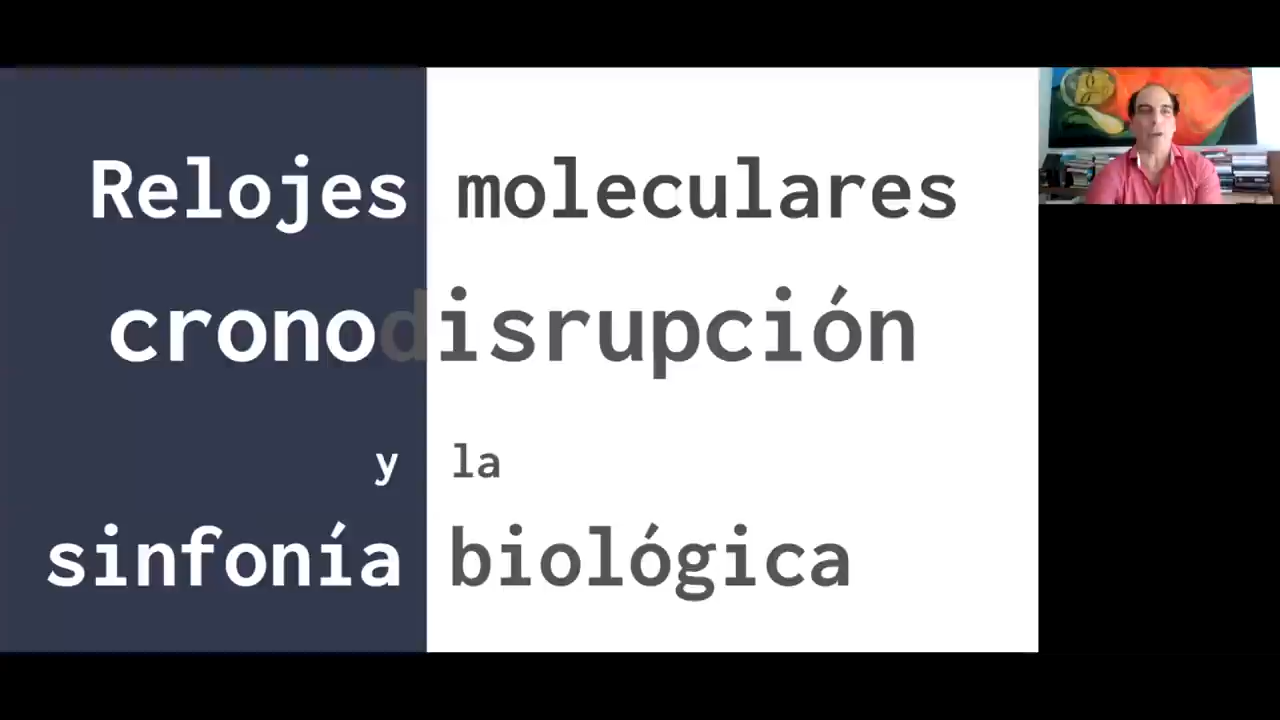 Relojes moleculares
cronodisrupción
y la
sinfonía biológica